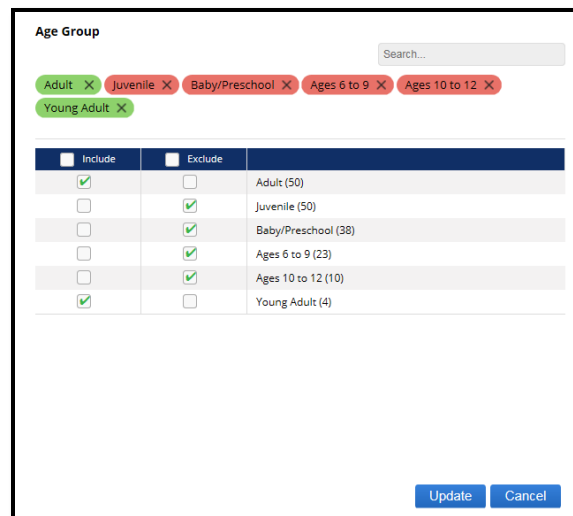 Age Group
Search...
Adult Juvenile Baby/Preschool Ages 6 to 9 Ages 10 to 12
Young Adult
Include Exclude
Adult (50)
Juvenile (50)
Baby/Preschool (38)
Ages 6 to 9 (23)
Ages 10 to 12 (10)
Young Adult (4)
Update Cancel